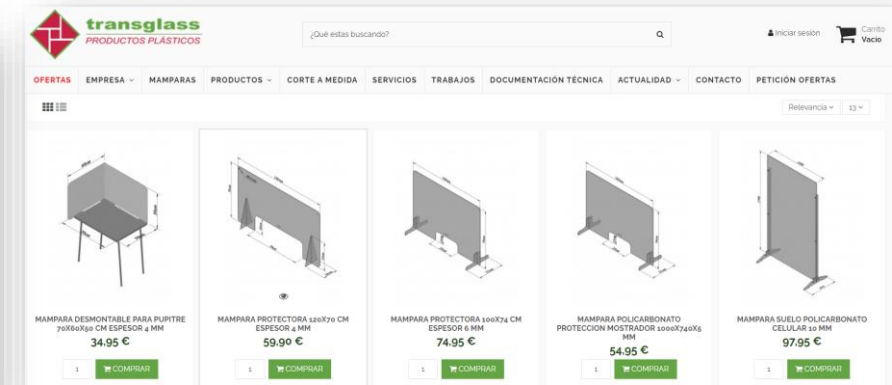 transglass
PRODUCTOS PLÁSTICOS
¿Qué estas buscando?
Iniciar sesión
Carrito
Vacío
OFERTAS EMPRESA MAMPARAS PRODUCTOS CORTE A MEDIDA SERVICIOS TRABAJOS DOCUMENTACIÓN TÉCNICA ACTUALIDAD CONTACTO PETICIÓN OFERTAS
Relevancia 13
MAMPARA DESMONTABLE PARA PUPITRE
70X60X50 CM ESPESOR 4 MM
34.95 €
1 COMPRAR
MAMPARA PROTECTORA 120X70 CM
ESPESOR 4 MM
59.90 €
1 COMPRAR
MAMPARA PROTECTORA 100X74 CM
ESPESOR 6 MM
74.95 €
1 COMPRAR
MAMPARA POLICARBONATO
PROTECCION MOSTRADOR 1000X740X5
MM
54.95 €
1 COMPRAR
MAMPARA SUELO POLICARBONATO
CELULAR 10 MM
97.95 €
1 COMPRAR